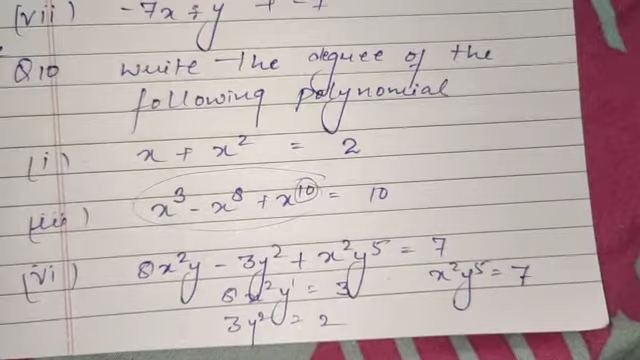 (vii) -7x + y + -7
Q10 write the degree of the
following polynomial
(i) x + x² = 2
(iii) x³ - x⁸ + x¹⁰ = 10
(vi) 8x²y - 3y² + x²y⁵ = 7
8x²y¹ = 3 x²y⁵ = 7
3y² = 2